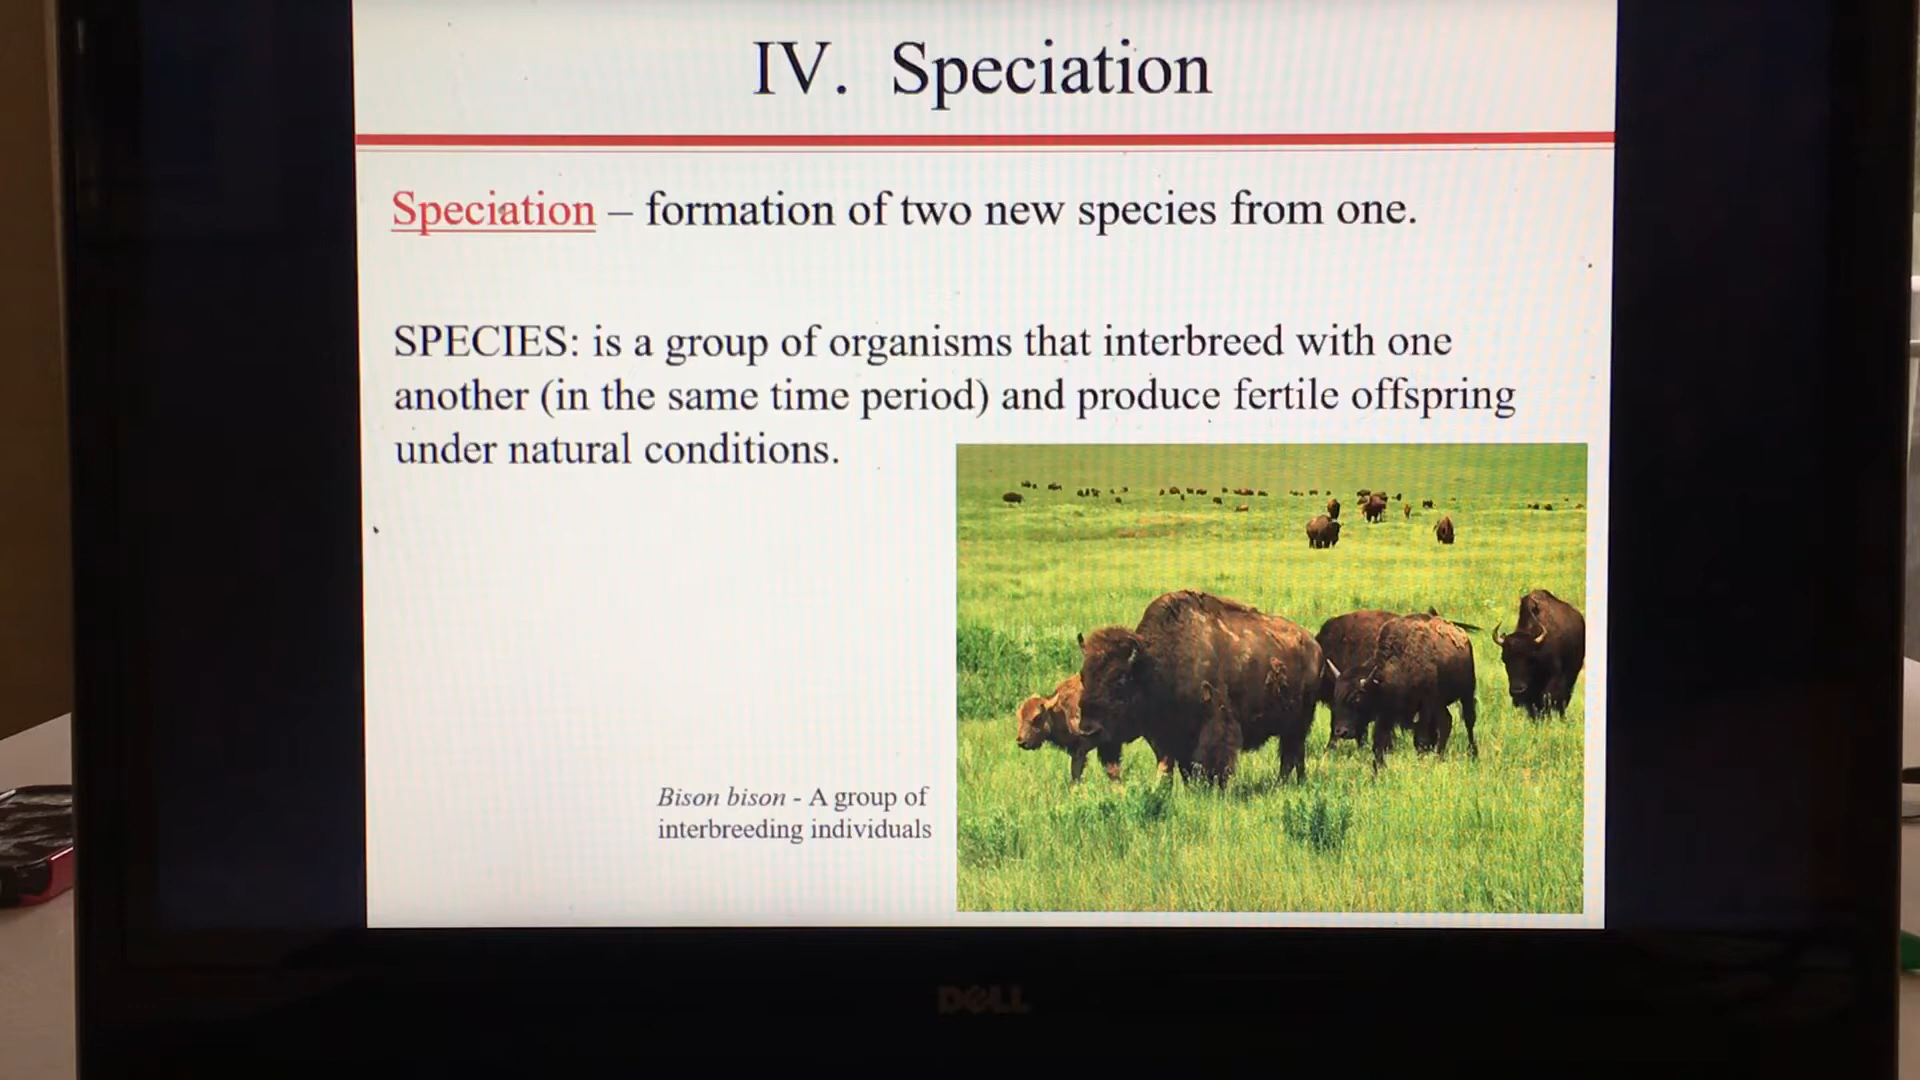 IV. Speciation
Speciation – formation of two new species from one.
SPECIES: is a group of organisms that interbreed with one
another (in the same time period) and produce fertile offspring
under natural conditions.
Bison bison - A group of
interbreeding individuals
DELL